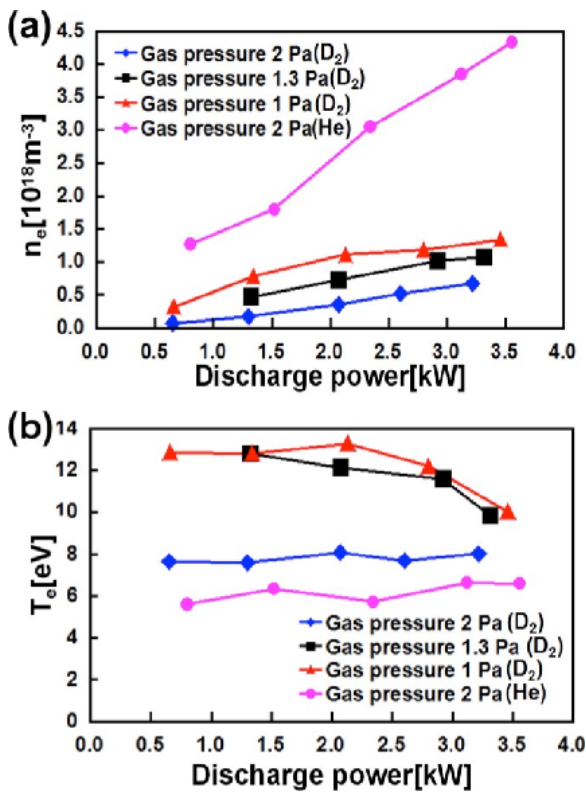 (a)
4.5
4.0
3.5
3.0
2.5
2.0
1.5
1.0
0.5
0.0
nₑ[10¹⁸m⁻³]
Gas pressure 2 Pa(D₂)
Gas pressure 1.3 Pa(D₂)
Gas pressure 1 Pa(D₂)
Gas pressure 2 Pa(He)
0.0 0.5 1.0 1.5 2.0 2.5 3.0 3.5 4.0
Discharge power[kW]
(b)
14
12
10
8
6
4
2
0
Tₑ[eV]
Gas pressure 2 Pa (D₂)
Gas pressure 1.3 Pa (D₂)
Gas pressure 1 Pa(D₂)
Gas pressure 2 Pa(He)
0.0 0.5 1.0 1.5 2.0 2.5 3.0 3.5 4.0
Discharge power[kW]